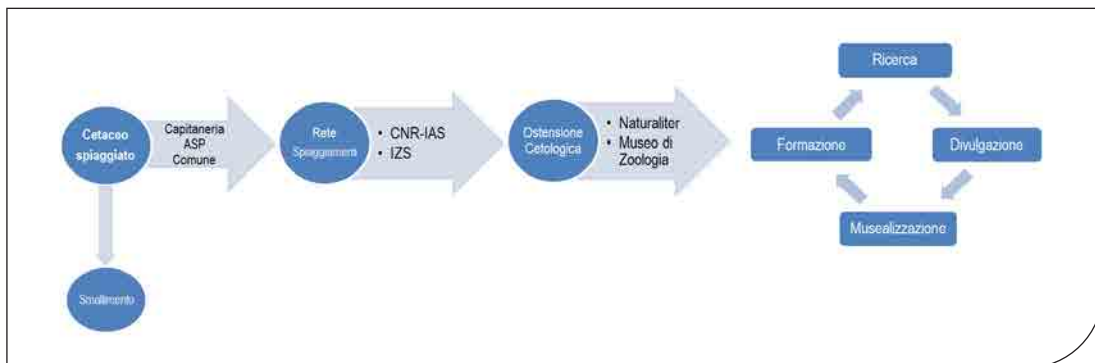 Cetaceo
spiaggiato
Capitaneria
ASP
Comune
Rete
Spiaggiamenti
• CNR-IAS
• IZS
Ostensione
Cetologica
• Naturaliter
• Museo di
Zoologia
Ricerca
Divulgazione
Musealizzazione
Formazione
Smaltimento